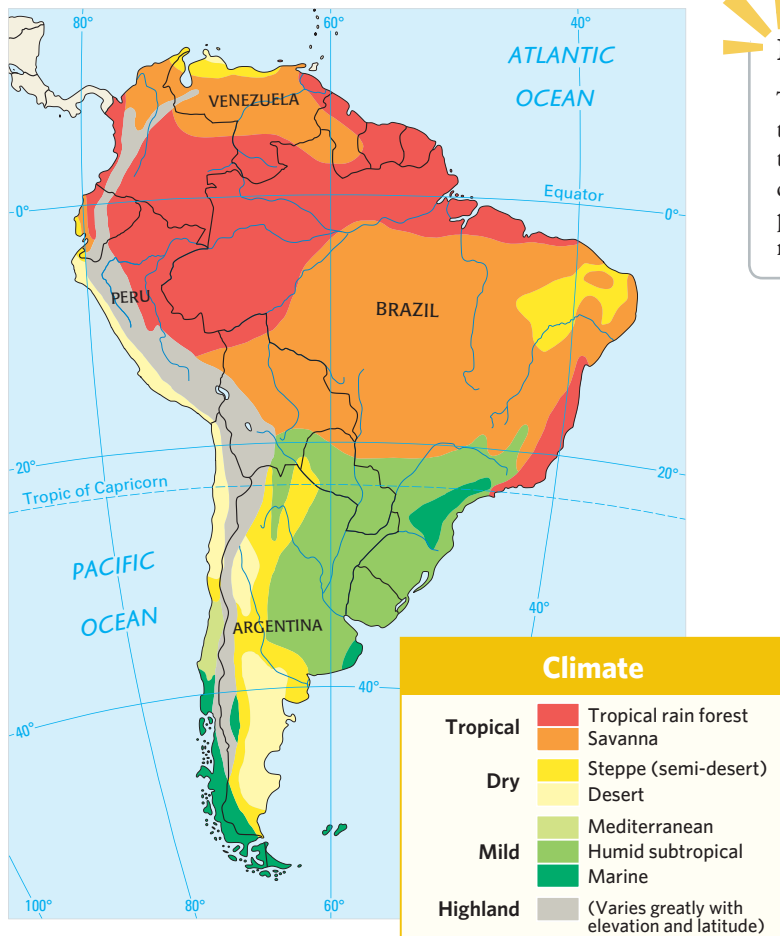 80°
60°
40°
ATLANTIC
OCEAN
VENEZUELA
Equator
0°
0°
PERU
BRAZIL
20°
20°
Tropic of Capricorn
PACIFIC
OCEAN
ARGENTINA
40°
40°
40°
100°
80°
60°
Climate
Tropical
Tropical rain forest
Savanna
Dry
Steppe (semi-desert)
Desert
Mild
Mediterranean
Humid subtropical
Marine
Highland
(Varies greatly with
elevation and latitude)